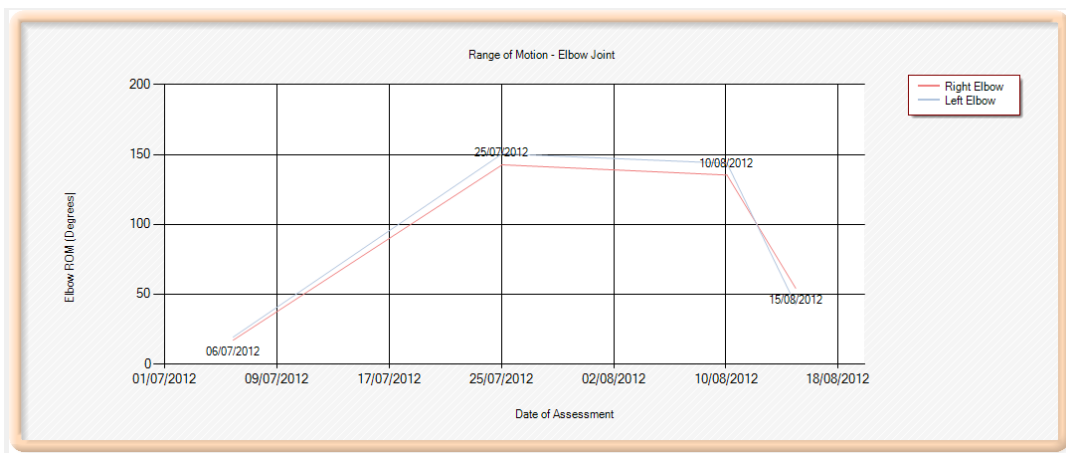 Range of Motion - Elbow Joint
Right Elbow
Left Elbow
200
150
100
50
0
Elbow ROM (Degrees|
25/07/2012
10/08/2012
15/08/2012
06/07/2012
01/07/2012 09/07/2012 17/07/2012 25/07/2012 02/08/2012 10/08/2012 18/08/2012
Date of Assessment